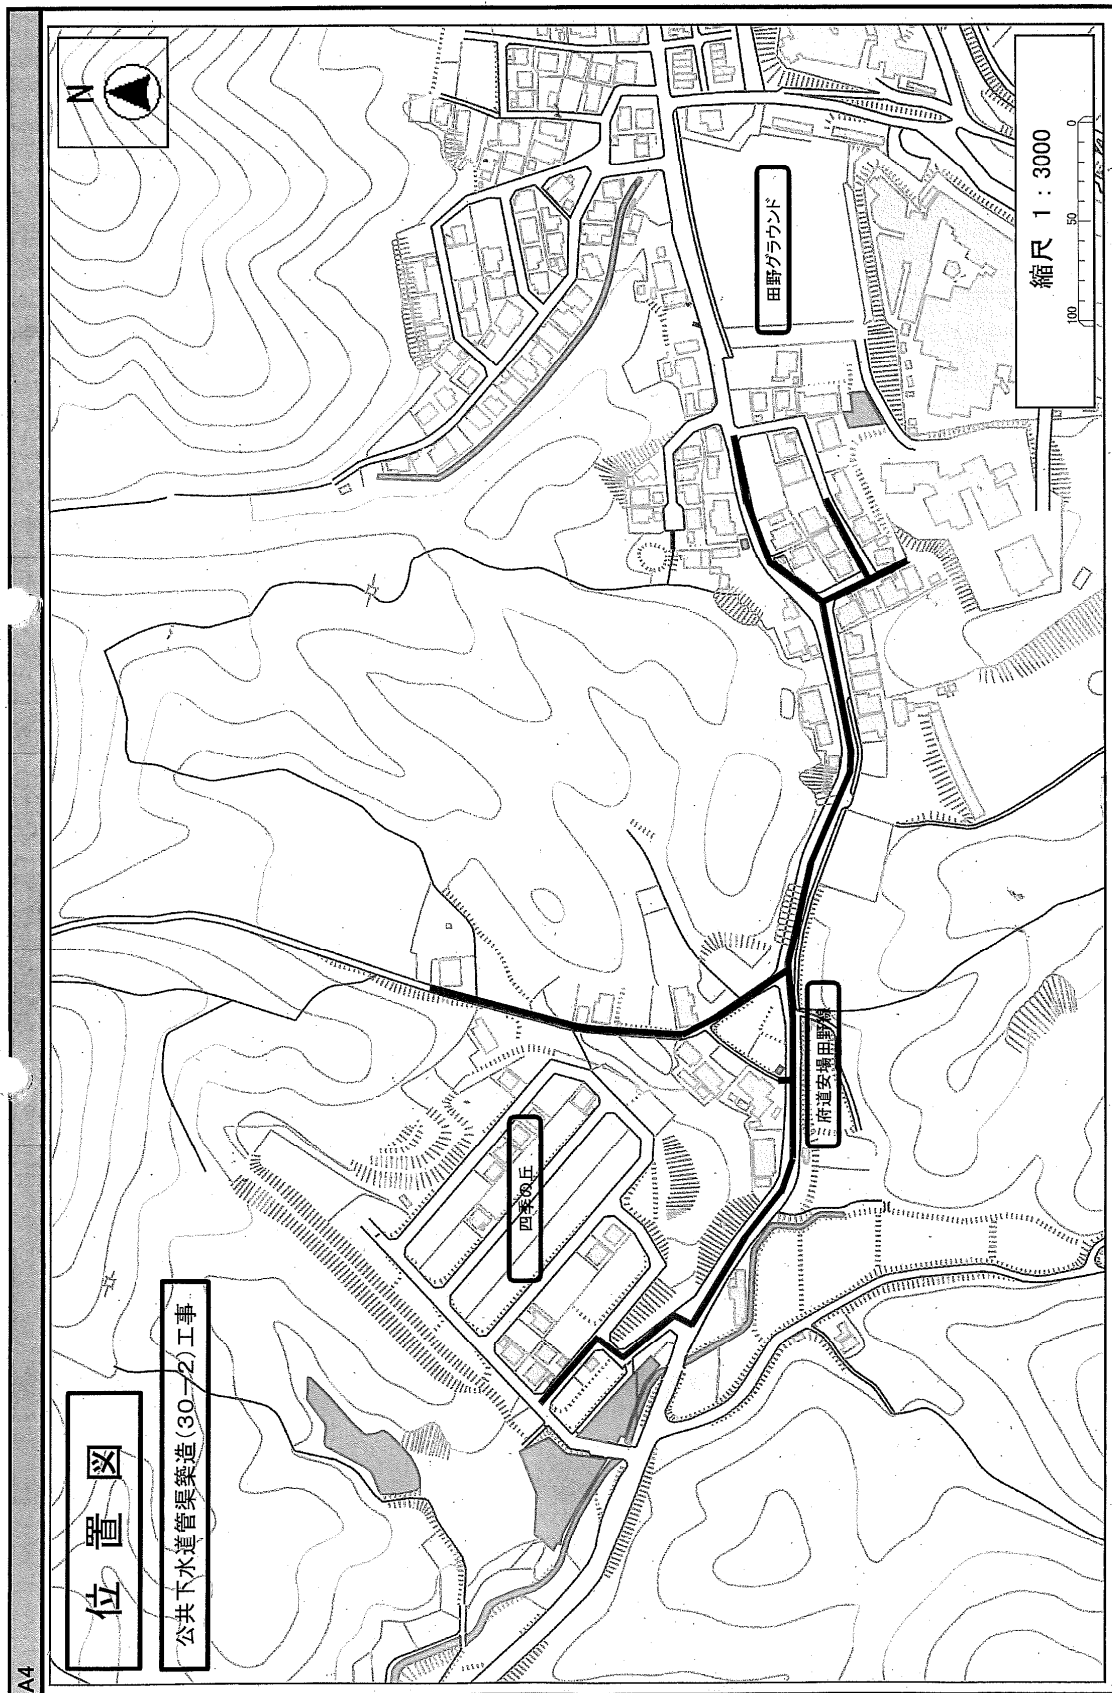 A4
位置図
公共下水道管渠築造(30-2)工事
N
四季の丘
府道安場田野線
田野グラウンド
縮尺 1 : 3000
100 50 0